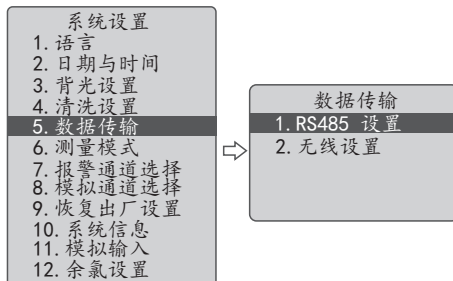 系统设置
1. 语言
2. 日期与时间
3. 背光设置
4. 清洗设置
5. 数据传输
6. 测量模式
7. 报警通道选择
8. 模拟通道选择
9. 恢复出厂设置
10. 系统信息
11. 模拟输入
12. 余氯设置
数据传输
1. RS485 设置
2. 无线设置